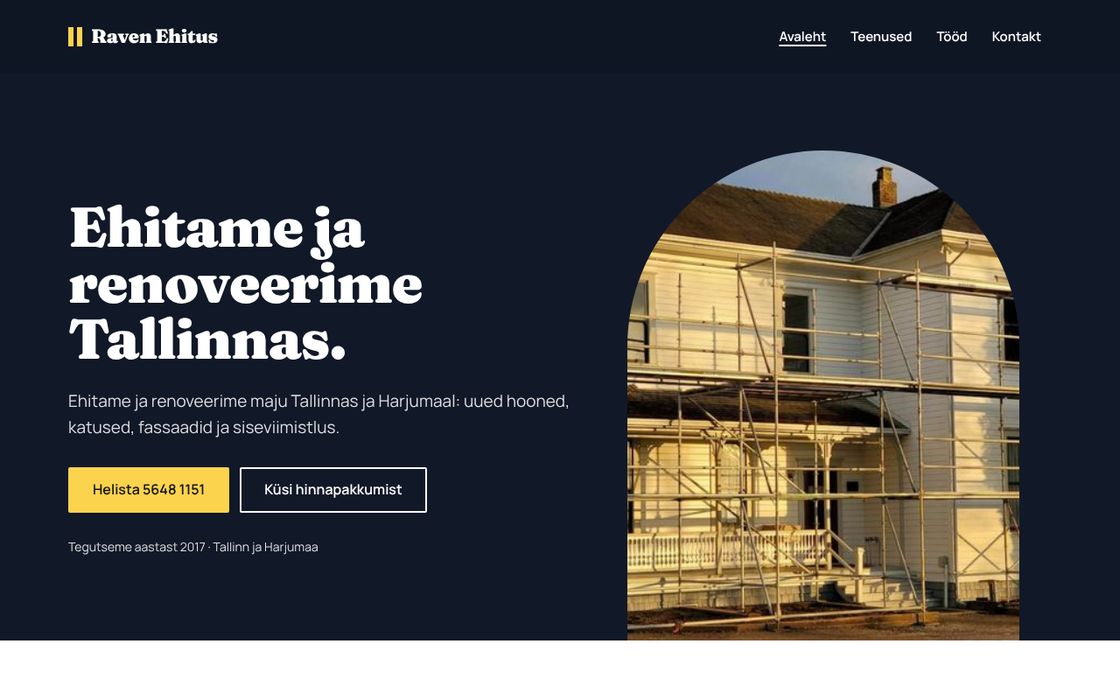 Raven Ehitus
Avaleht Teenused Tööd Kontakt
Ehitame ja
renoveerime
Tallinnas.
Ehitame ja renoveerime maju Tallinnas ja Harjumaal: uued hooned,
katused, fassaadid ja siseviimistlus.
Helista 5648 1151
Küsi hinnapakkumist
Tegutseme aastast 2017 · Tallinn ja Harjumaa